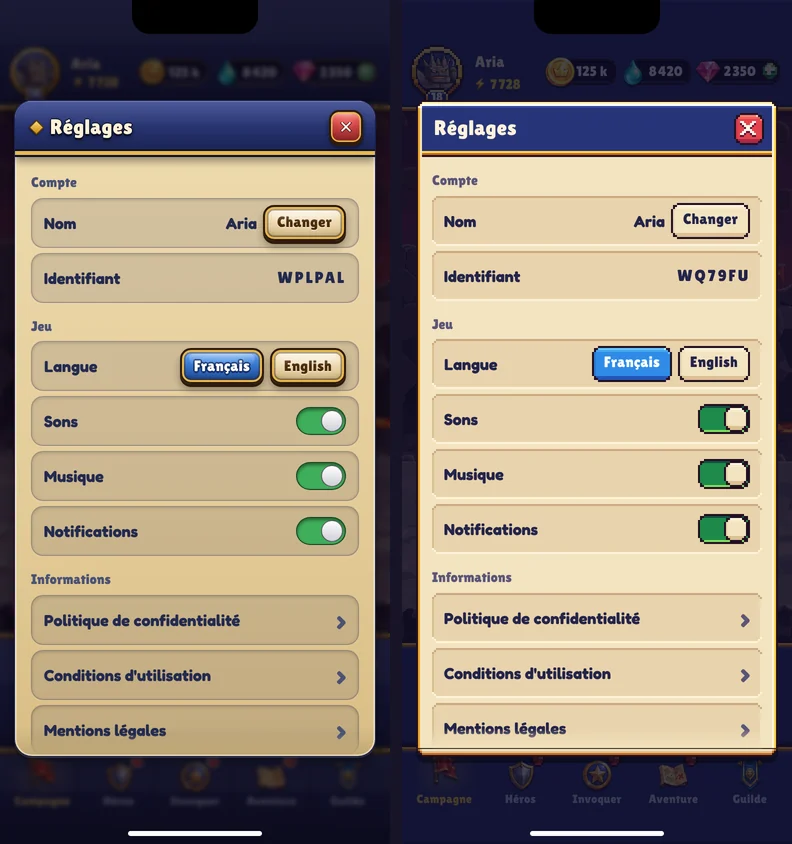 Aria
7728
125 k
8420
2350
Réglages
Compte
Nom Aria Changer
Identifiant WPLPAL
Jeu
Langue Français English
Sons
Musique
Notifications
Informations
Politique de confidentialité
Conditions d'utilisation
Mentions légales
Aria
7728
18
125 k
8420
2350
Réglages
Compte
Nom Aria Changer
Identifiant WQ79FU
Jeu
Langue Français English
Sons
Musique
Notifications
Informations
Politique de confidentialité
Conditions d'utilisation
Mentions légales
Campagne Héros Invoquer Aventure Guilde